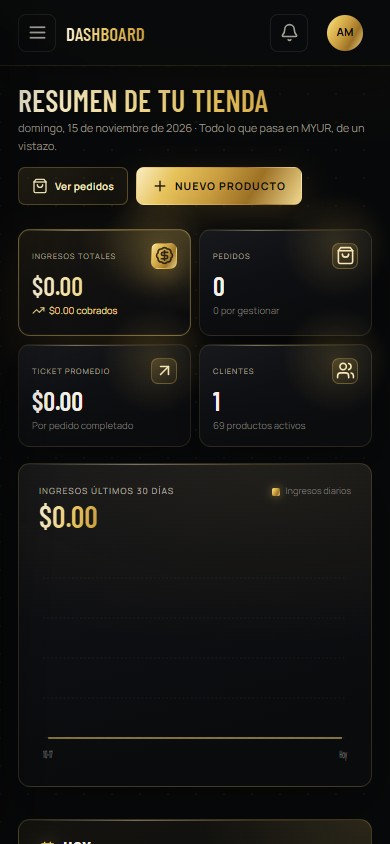 DASHBOARD
AM
RESUMEN DE TU TIENDA
domingo, 15 de noviembre de 2026 · Todo lo que pasa en MYUR, de un
vistazo.
Ver pedidos
NUEVO PRODUCTO
INGRESOS TOTALES
$0.00
$0.00 cobrados
PEDIDOS
0
0 por gestionar
TICKET PROMEDIO
$0.00
Por pedido completado
CLIENTES
1
69 productos activos
INGRESOS ÚLTIMOS 30 DÍAS
Ingresos diarios
$0.00
Hoy